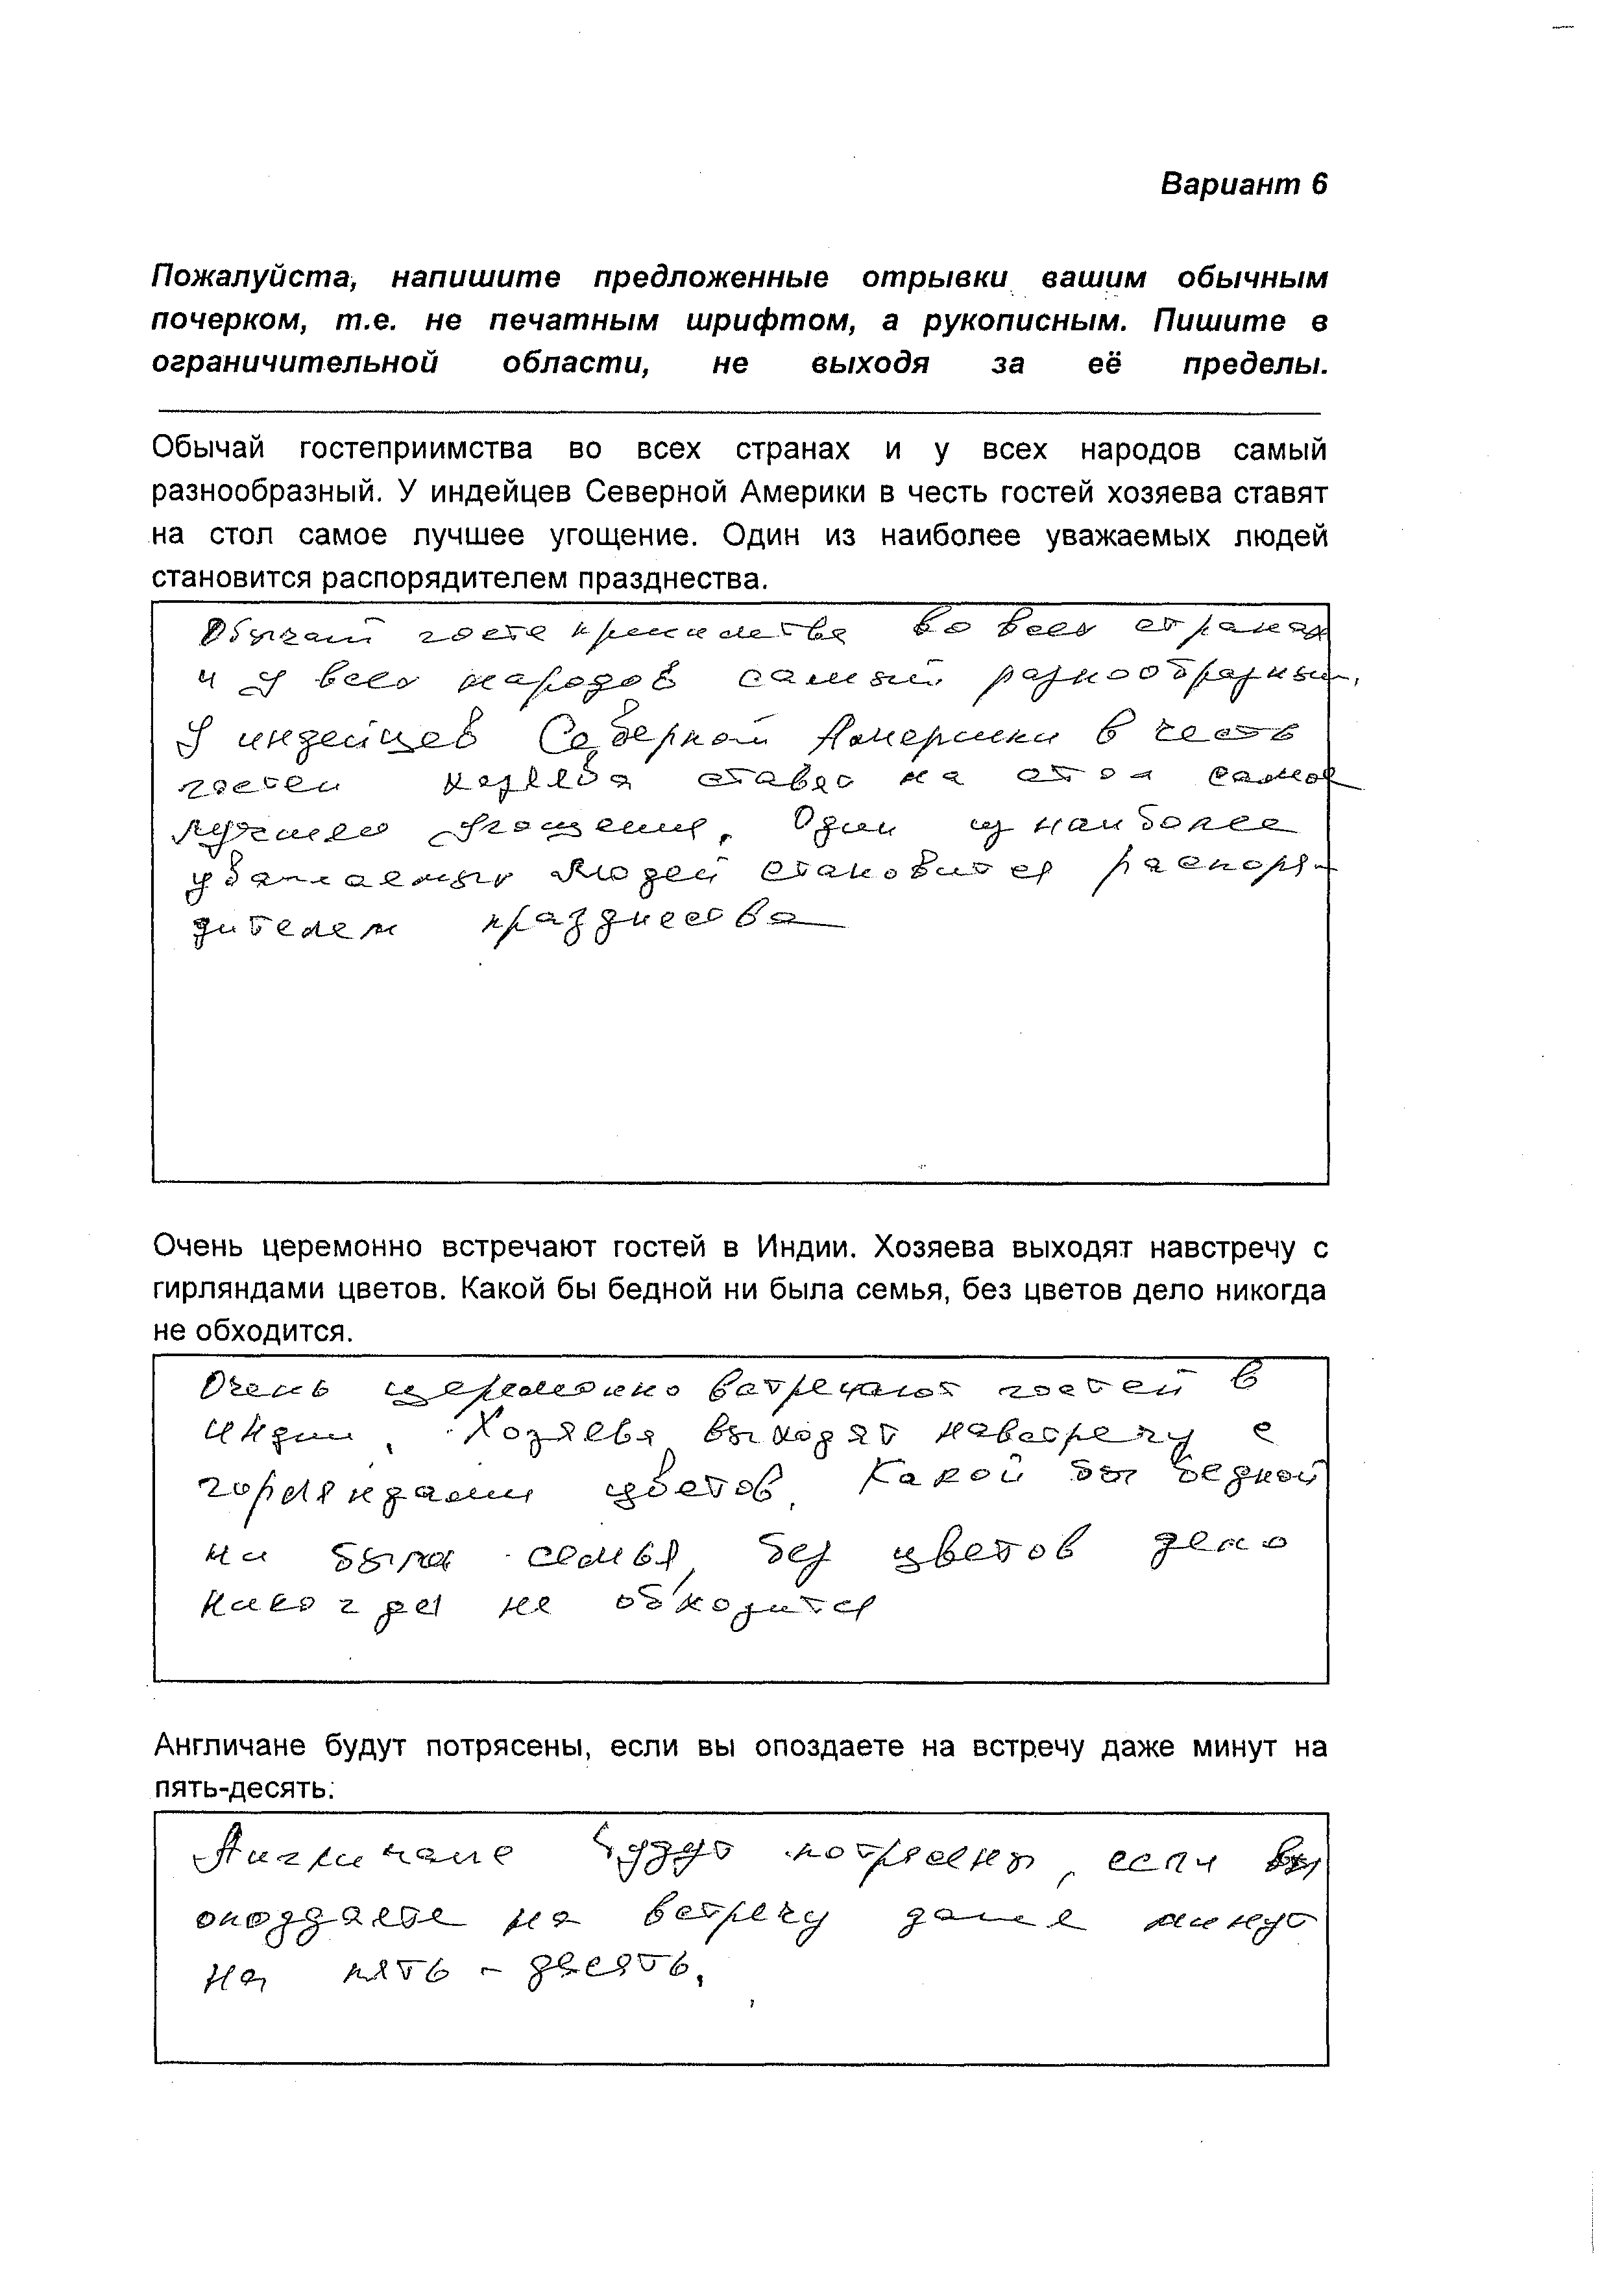 Вариант 6
Пожалуйста, напишите предложенные отрывки вашим обычным
почерком, т.е. не печатным шрифтом, а рукописным. Пишите в
ограничительной области, не выходя за её пределы.
Обычай гостеприимства во всех странах и у всех народов самый
разнообразный. У индейцев Северной Америки в честь гостей хозяева ставят
на стол самое лучшее угощение. Один из наиболее уважаемых людей
становится распорядителем празднества.
Обычай гостеприимства во всех странах
и у всех народов самый разнообразный.
У индейцев Северной Америки в честь
гостей хозяева ставят на стол самое
лучшее угощение. Один из наиболее
уважаемых людей становится распоря-
дителем празднества
Очень церемонно встречают гостей в Индии. Хозяева выходят навстречу с
гирляндами цветов. Какой бы бедной ни была семья, без цветов дело никогда
не обходится.
Очень церемонно встречают гостей в
Индии. Хозяева выходят навстречу с
горляндами цветов. Какой бы бедной
ни была семья, без цветов дело
никогда не обходится
Англичане будут потрясены, если вы опоздаете на встречу даже минут на
пять-десять.
Англичане будут потрясены, если вы
опоздаете на встречу даже минут
на пять - десять.